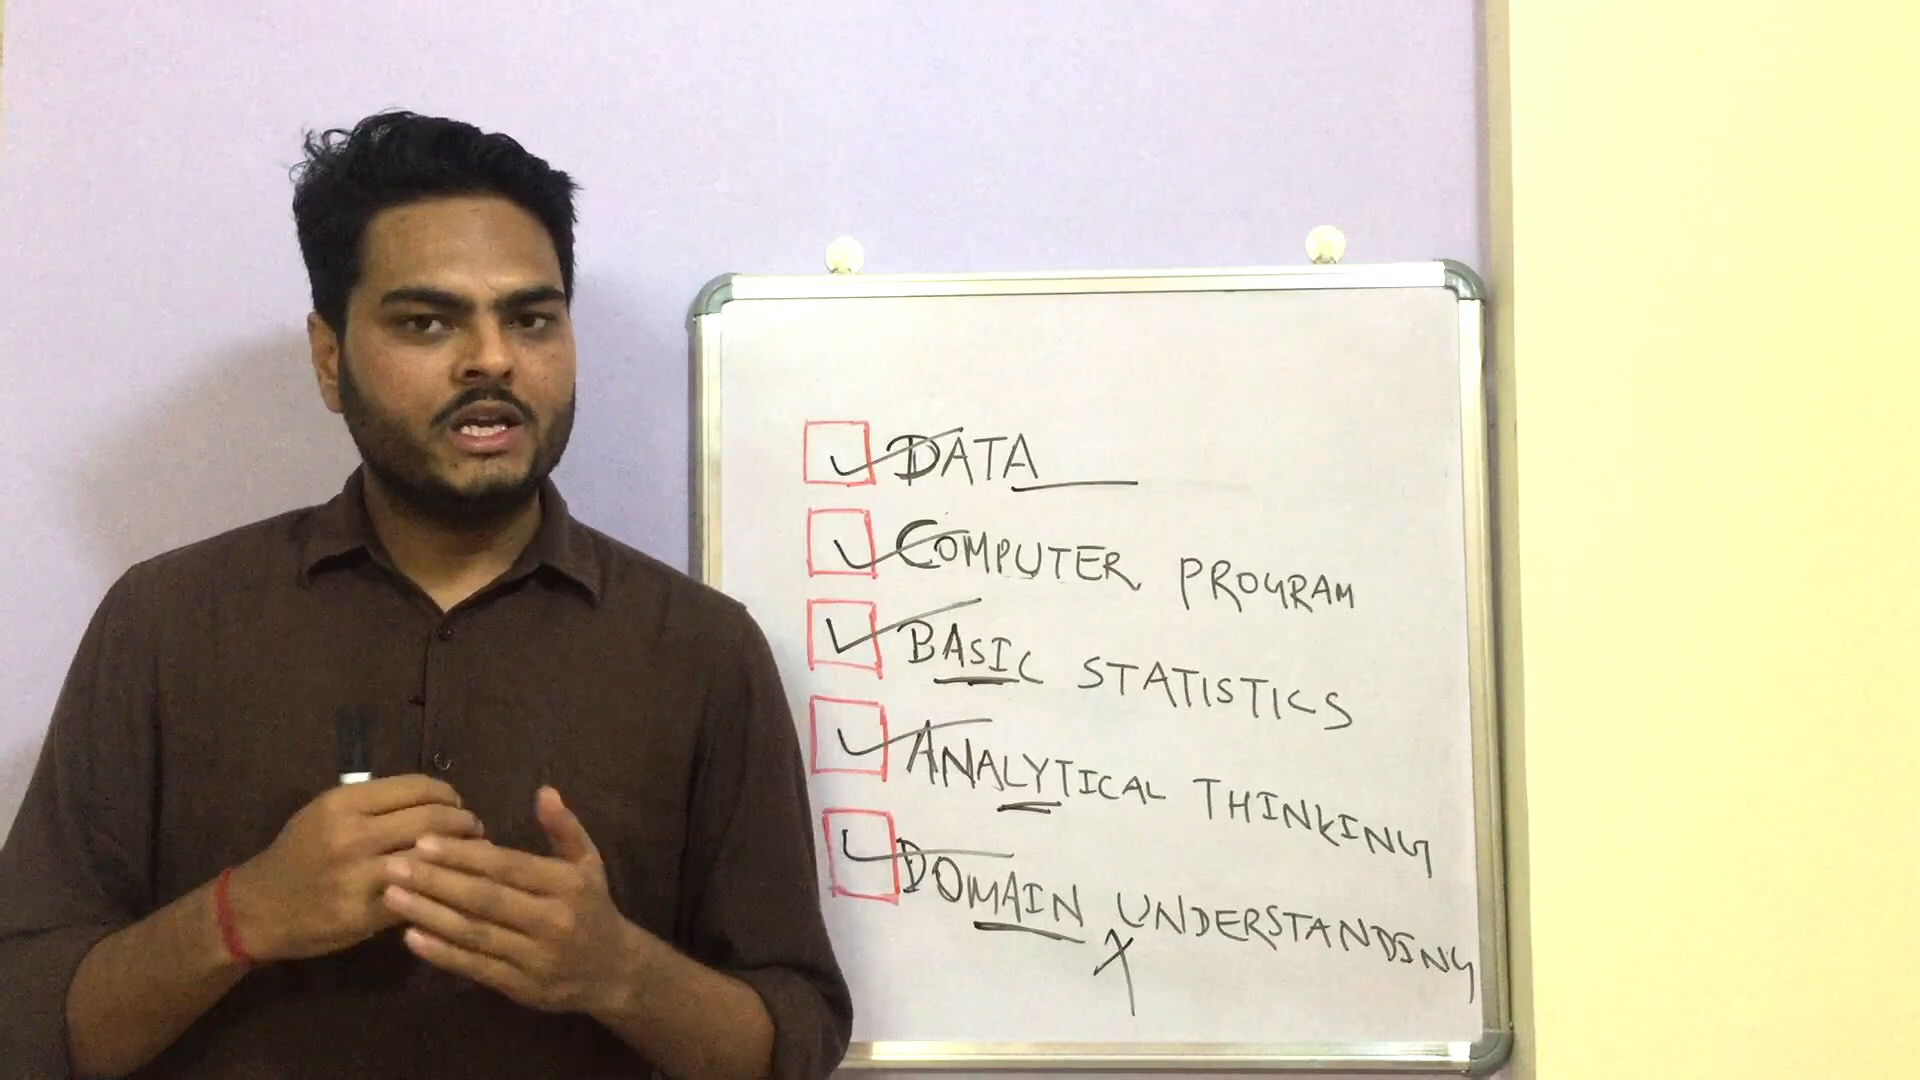 DATA
COMPUTER PROGRAM
BASIC STATISTICS
ANALYTICAL THINKING
DOMAIN UNDERSTANDING